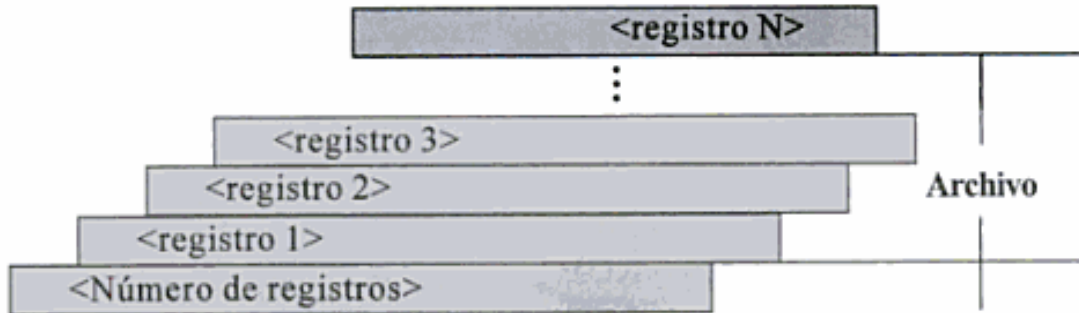 <registro N>
<registro 3>
<registro 2>
Archivo
<registro 1>
<Número de registros>